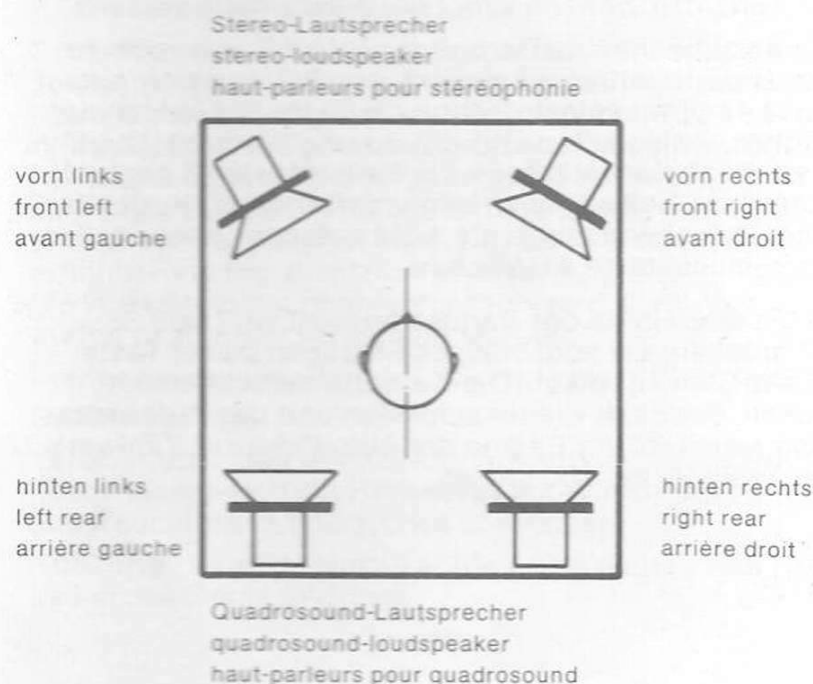 Stereo-Lautsprecher
stereo-loudspeaker
haut-parleurs pour stéréophonie
vorn links
front left
avant gauche
vorn rechts
front right
avant droit
hinten links
left rear
arrière gauche
hinten rechts
right rear
arrière droit
Quadrosound-Lautsprecher
quadrosound-loudspeaker
haut-parleurs pour quadrosound